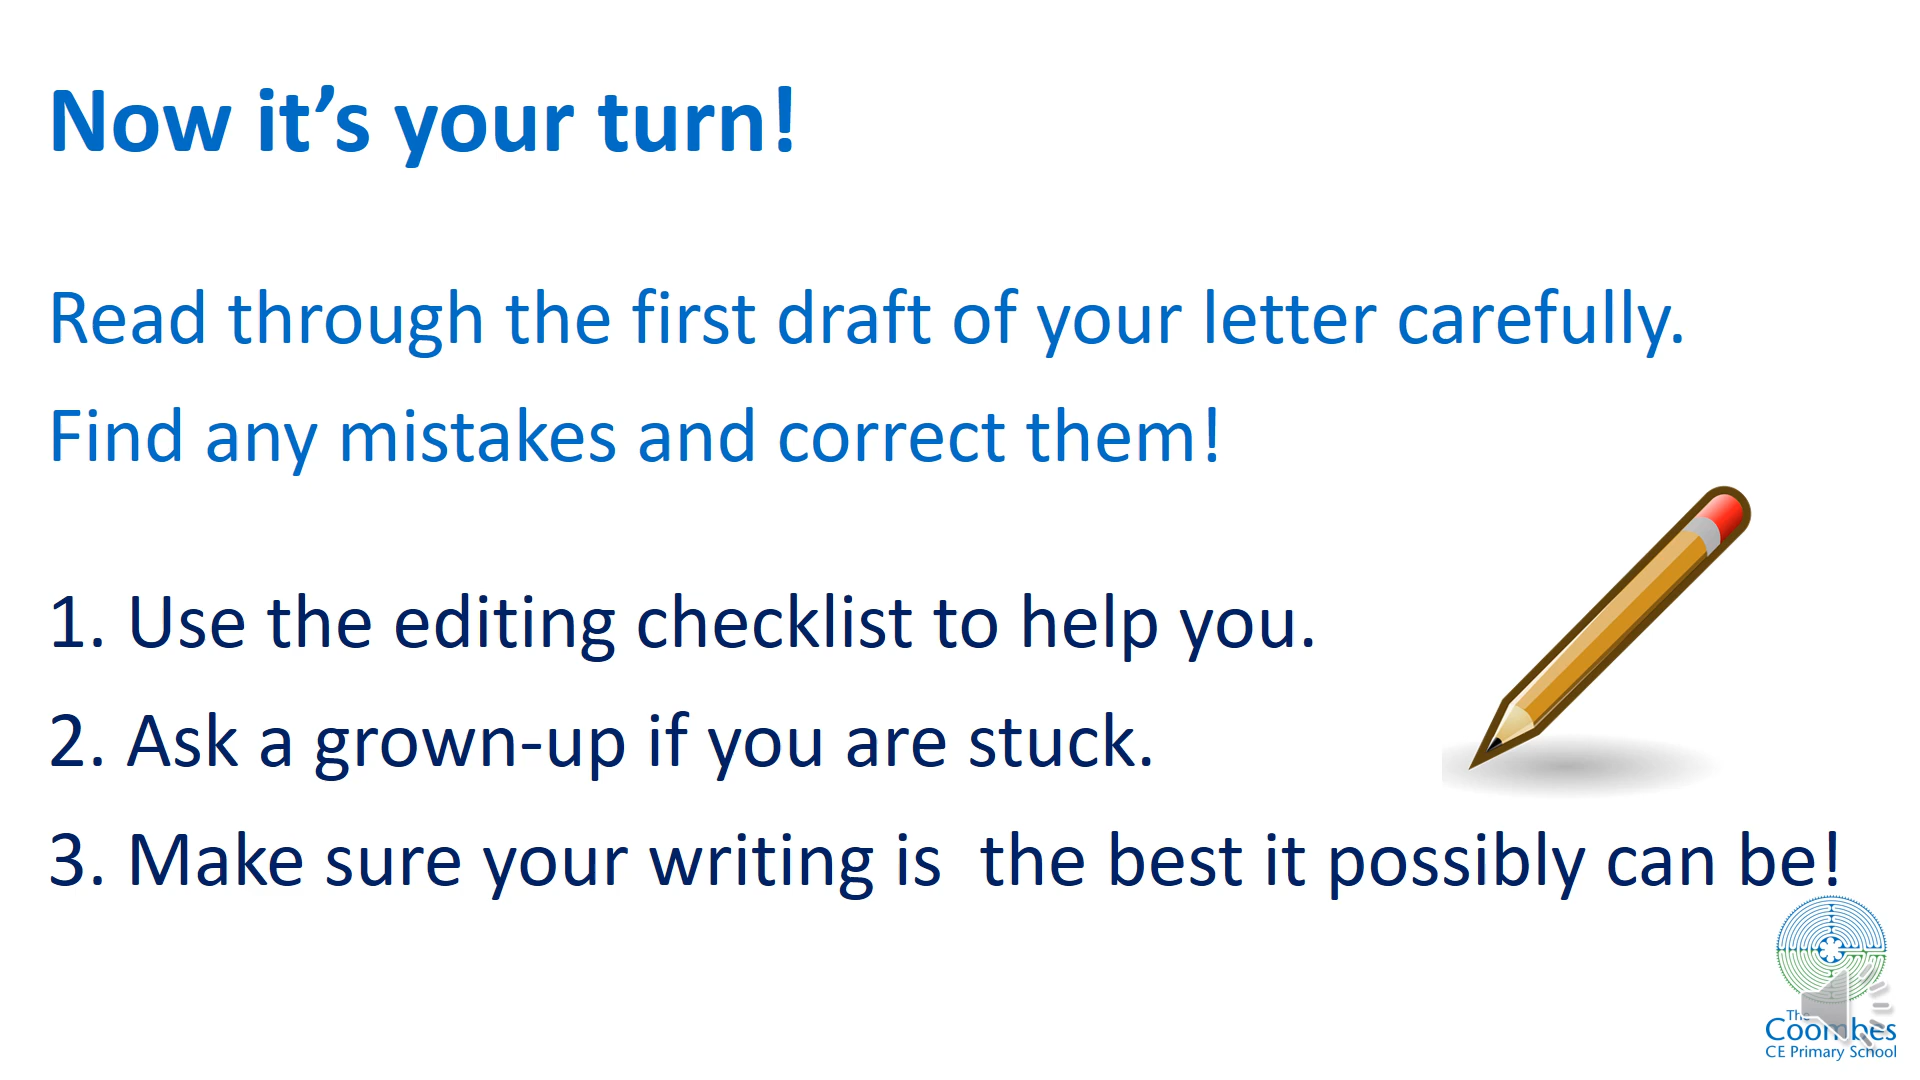 Now it’s your turn!
Read through the first draft of your letter carefully.
Find any mistakes and correct them!
1. Use the editing checklist to help you.
2. Ask a grown-up if you are stuck.
3. Make sure your writing is  the best it possibly can be!
The
Coombes
CE Primary School